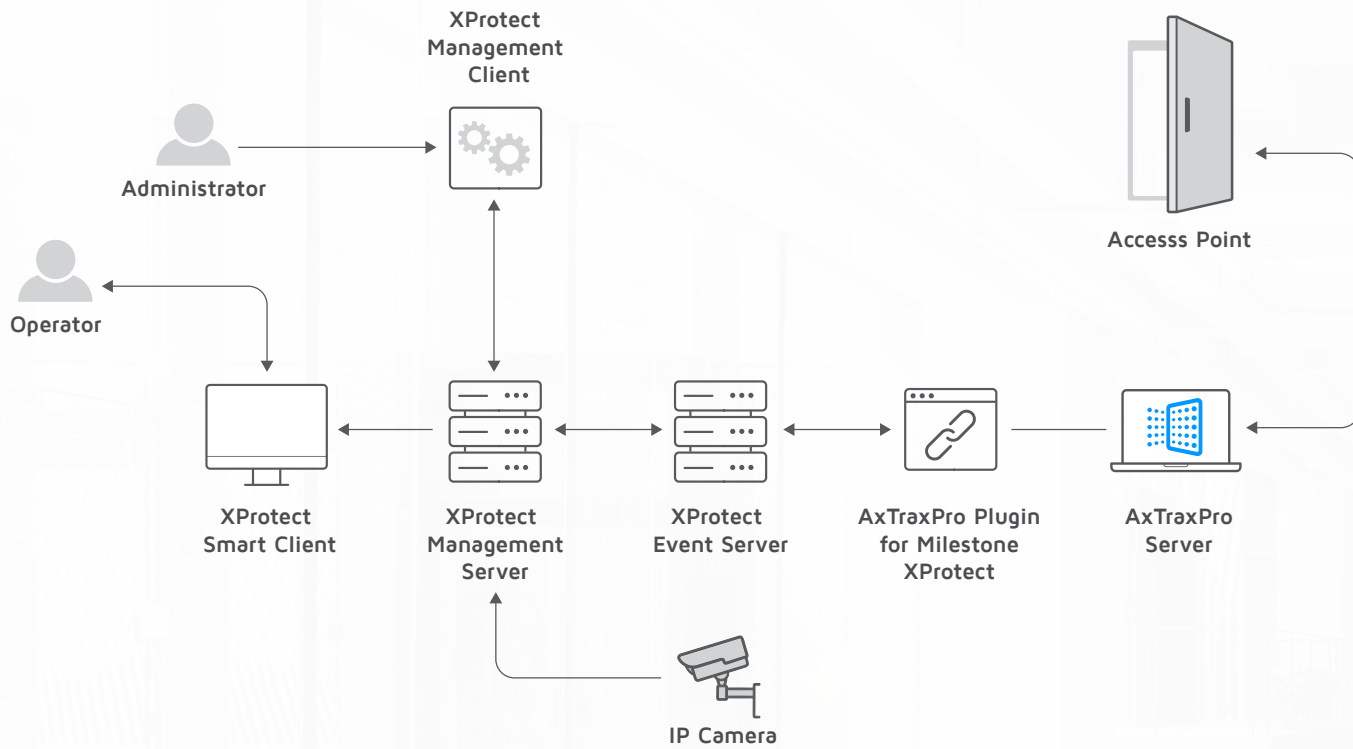 XProtect
Management
Client
Administrator
Accesss Point
Operator
XProtect
Smart Client
XProtect
Management
Server
XProtect
Event Server
AxTraxPro Plugin
for Milestone
XProtect
AxTraxPro
Server
IP Camera